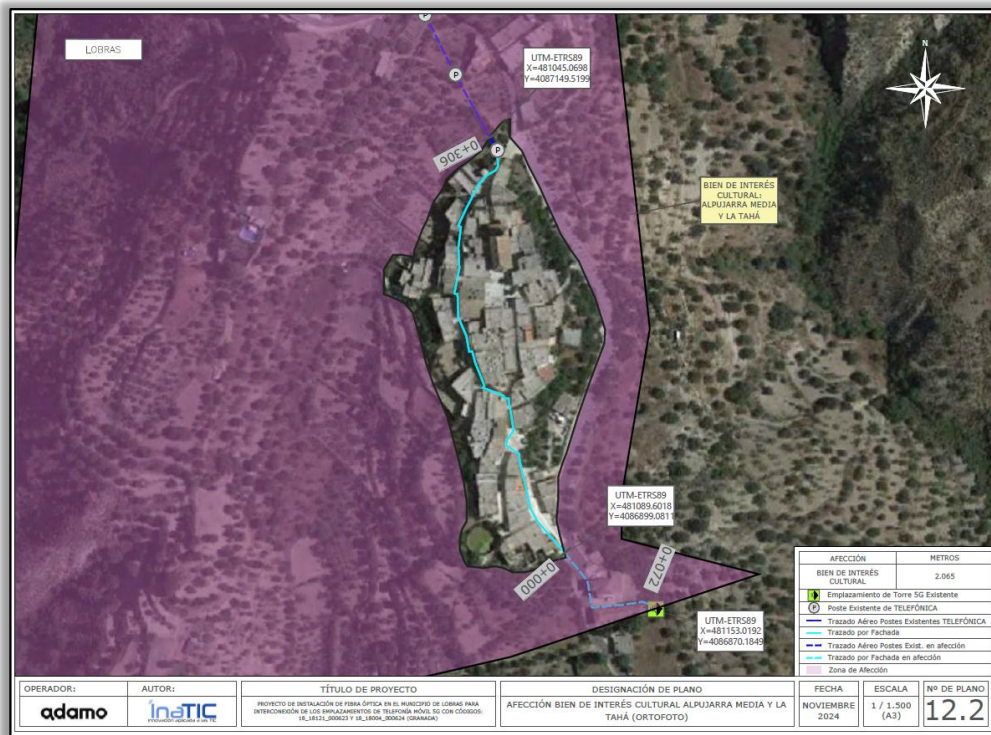 LOBRAS
P
UTM-ETRS89
X=481045.0698
Y=4087149.5199
N
P
P
0+306
BIEN DE INTERÉS
CULTURAL:
ALPUJARRA MEDIA
Y LA TAHÁ
UTM-ETRS89
X=481089.6018
Y=4086899.0811
0+000
0+072
UTM-ETRS89
X=481153.0192
Y=4086870.1849
AFECCIÓN METROS
BIEN DE INTERÉS
CULTURAL
2.065
Emplazamiento de Torre 5G Existente
P Poste Existente de TELEFÓNICA
Trazado Aéreo Postes Existentes TELEFÓNICA
Trazado por Fachada
Trazado Aéreo Postes Exist. en afección
Trazado por Fachada en afección
Zona de Afección
OPERADOR:
adamo
AUTOR:
InaTIC
TÍTULO DE PROYECTO
PROYECTO DE INSTALACIÓN DE FIBRA ÓPTICA EN EL MUNICIPIO DE LOBRAS PARA
INTERCONEXIÓN DE LOS EMPLAZAMIENTOS DE TELEFONÍA MÓVIL 5G CON CÓDIGOS:
18_18121_000623 Y 18_18004_000624 (GRANADA)
DESIGNACIÓN DE PLANO
AFECCIÓN BIEN DE INTERÉS CULTURAL ALPUJARRA MEDIA Y LA
TAHÁ (ORTOFOTO)
FECHA
NOVIEMBRE
2024
ESCALA
1 / 1.500
(A3)
Nº DE PLANO
12.2